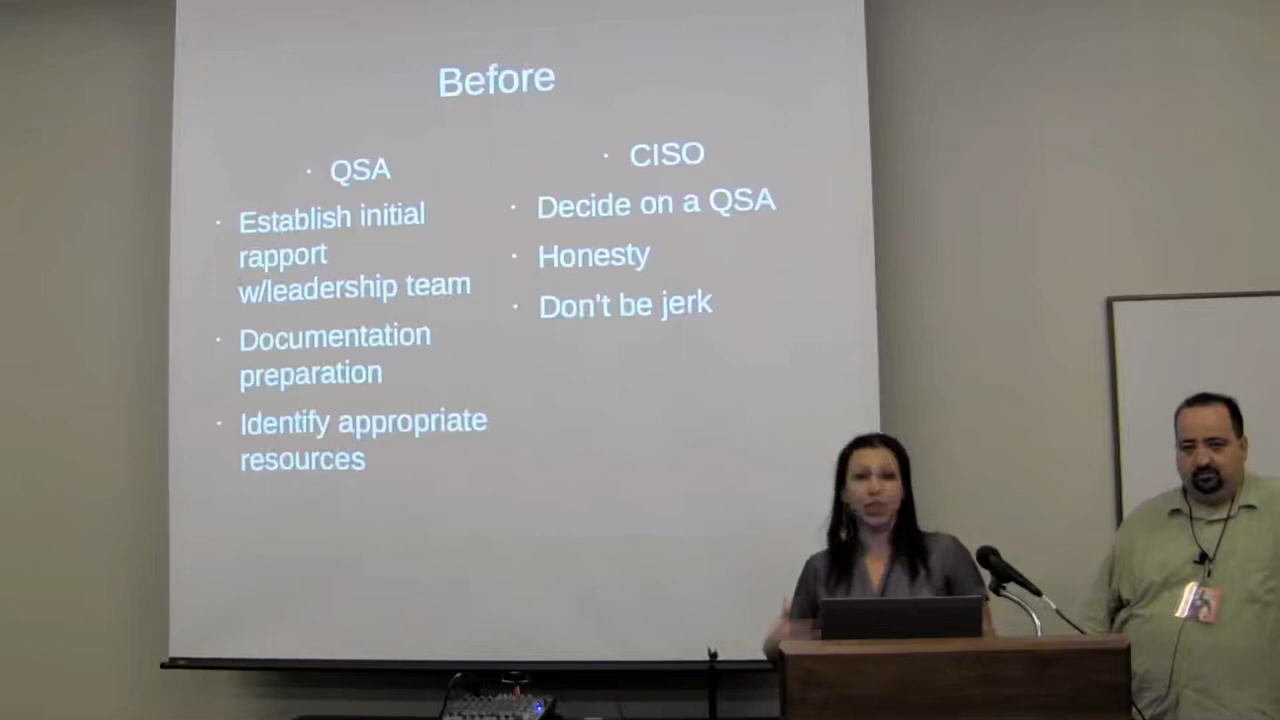 Before
· QSA
· Establish initial
rapport
w/leadership team
· Documentation
preparation
· Identify appropriate
resources
· CISO
· Decide on a QSA
· Honesty
· Don't be jerk